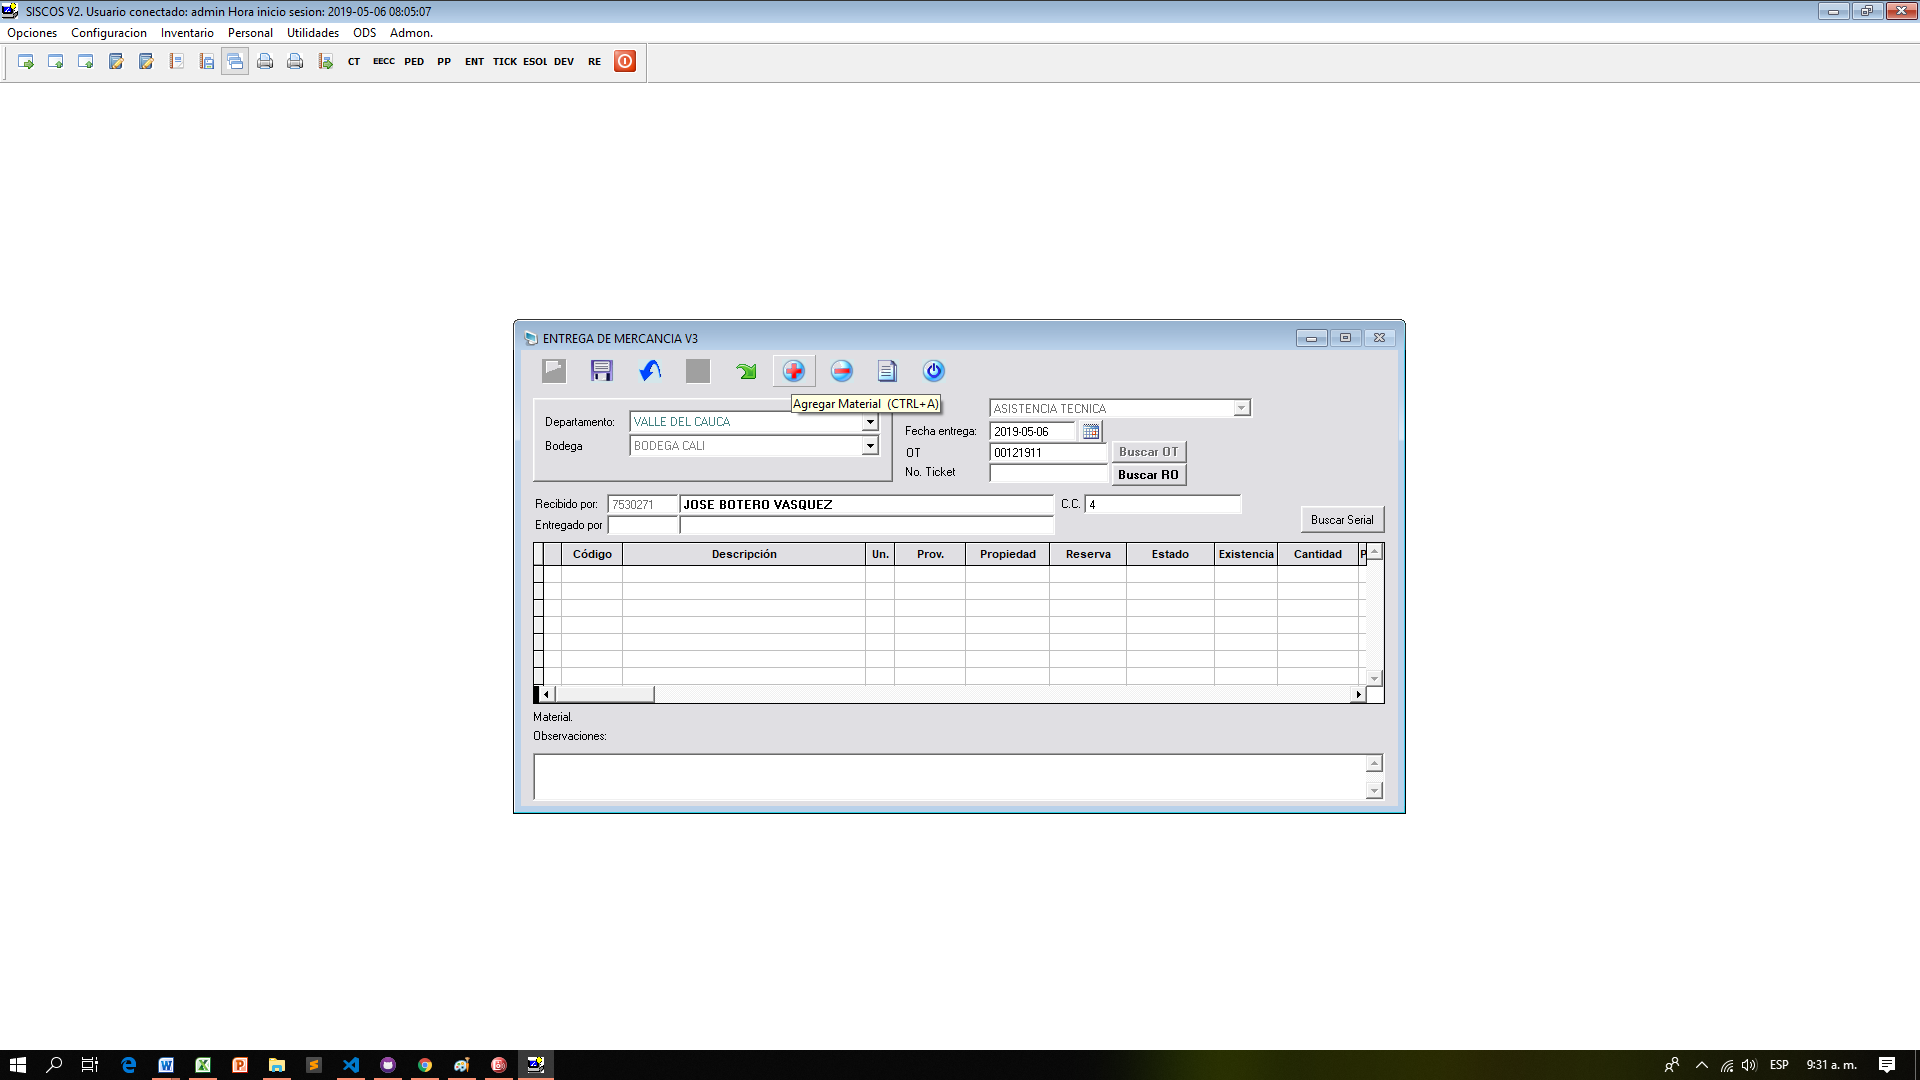 SISCOS V2. Usuario conectado: admin Hora inicio sesion: 2019-05-06 08:05:07
Opciones Configuracion Inventario Personal Utilidades ODS Admon.
CT EECC PED PP ENT TICK ESOL DEV RE
ENTREGA DE MERCANCIA V3
Agregar Material (CTRL+A)
ASISTENCIA TECNICA
Departamento: VALLE DEL CAUCA
Bodega BODEGA CALI
Fecha entrega: 2019-05-06
OT 00121911 Buscar OT
No. Ticket Buscar RO
Recibido por: 7530271 JOSE BOTERO VASQUEZ C.C. 4
Entregado por
Buscar Serial
Código Descripción Un. Prov. Propiedad Reserva Estado Existencia Cantidad P
Material.
Observaciones:
ESP 9:31 a. m.